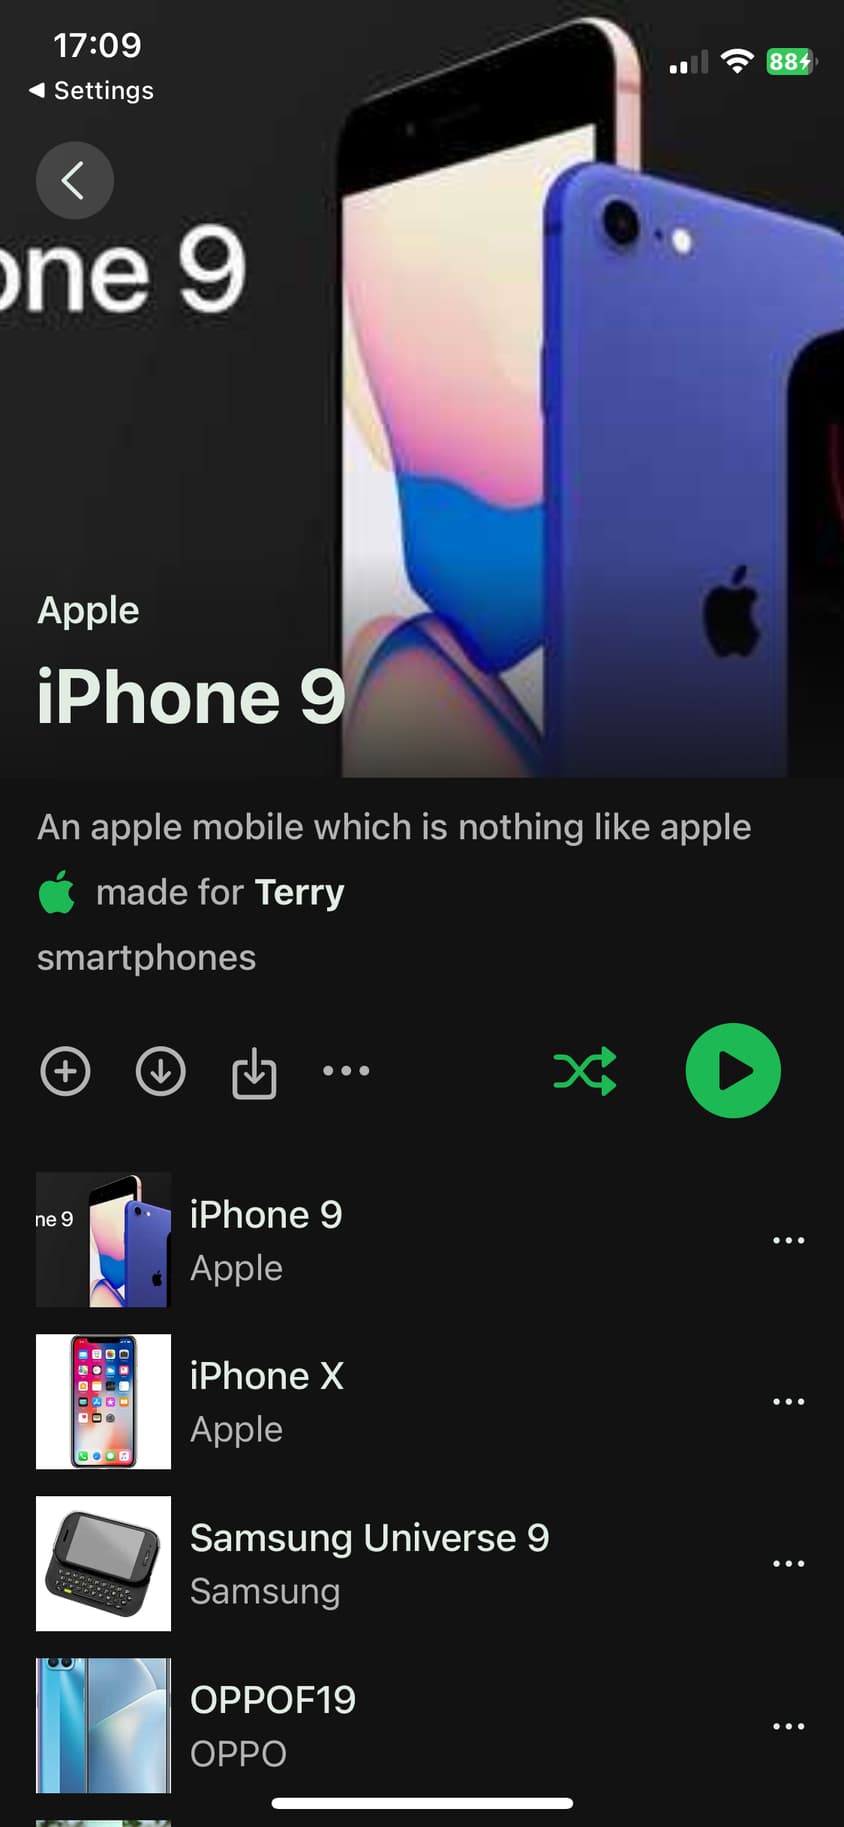 17:09
88
Settings
one 9
Apple
iPhone 9
An apple mobile which is nothing like apple
made for Terry
smartphones
ne 9
iPhone 9
Apple
iPhone X
Apple
Samsung Universe 9
Samsung
OPPOF19
OPPO